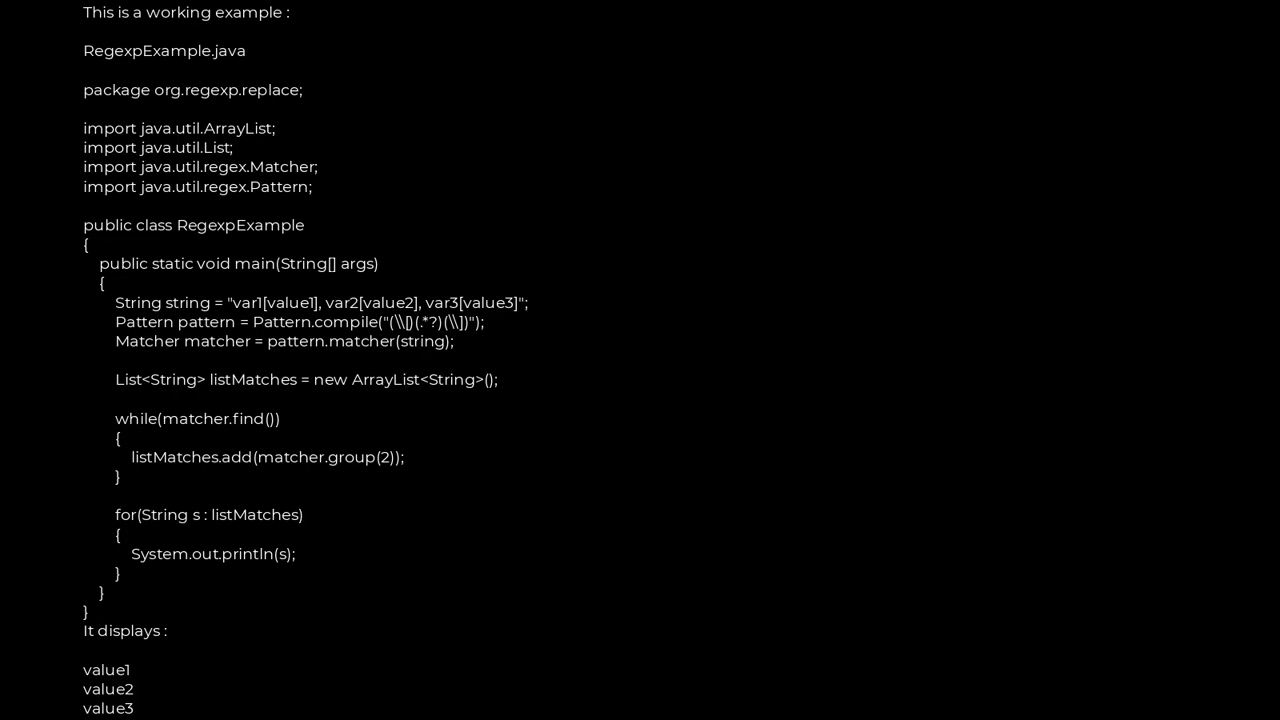 This is a working example :
RegexpExample.java
package org.regexp.replace;
import java.util.ArrayList;
import java.util.List;
import java.util.regex.Matcher;
import java.util.regex.Pattern;
public class RegexpExample
{
    public static void main(String[] args)
    {
        String string = "var1[value1], var2[value2], var3[value3]";
        Pattern pattern = Pattern.compile("(\\[)(.*?)(\\])");
        Matcher matcher = pattern.matcher(string);
        List<String> listMatches = new ArrayList<String>();
        while(matcher.find())
        {
            listMatches.add(matcher.group(2));
        }
        for(String s : listMatches)
        {
            System.out.println(s);
        }
    }
}
It displays :
value1
value2
value3